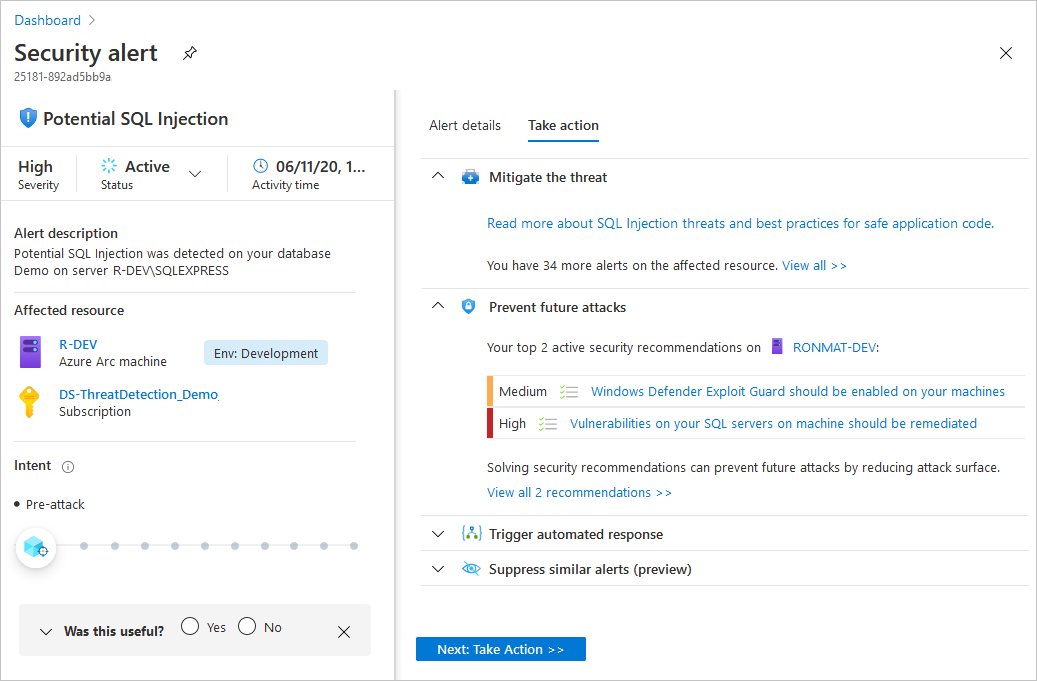 Dashboard
Security alert
25181-892ad5bb9a
Potential SQL Injection
High
Severity
Active
Status
06/11/20, 1...
Activity time
Alert description
Potential SQL Injection was detected on your database
Demo on server R-DEV\SQLEXPRESS
Affected resource
R-DEV
Azure Arc machine
Env: Development
DS-ThreatDetection_Demo
Subscription
Intent
Pre-attack
Was this useful?
Yes
No
Alert details
Take action
Mitigate the threat
Read more about SQL Injection threats and best practices for safe application code.
You have 34 more alerts on the affected resource. View all >>
Prevent future attacks
Your top 2 active security recommendations on RONMAT-DEV:
Medium Windows Defender Exploit Guard should be enabled on your machines
High Vulnerabilities on your SQL servers on machine should be remediated
Solving security recommendations can prevent future attacks by reducing attack surface.
View all 2 recommendations >>
Trigger automated response
Suppress similar alerts (preview)
Next: Take Action >>